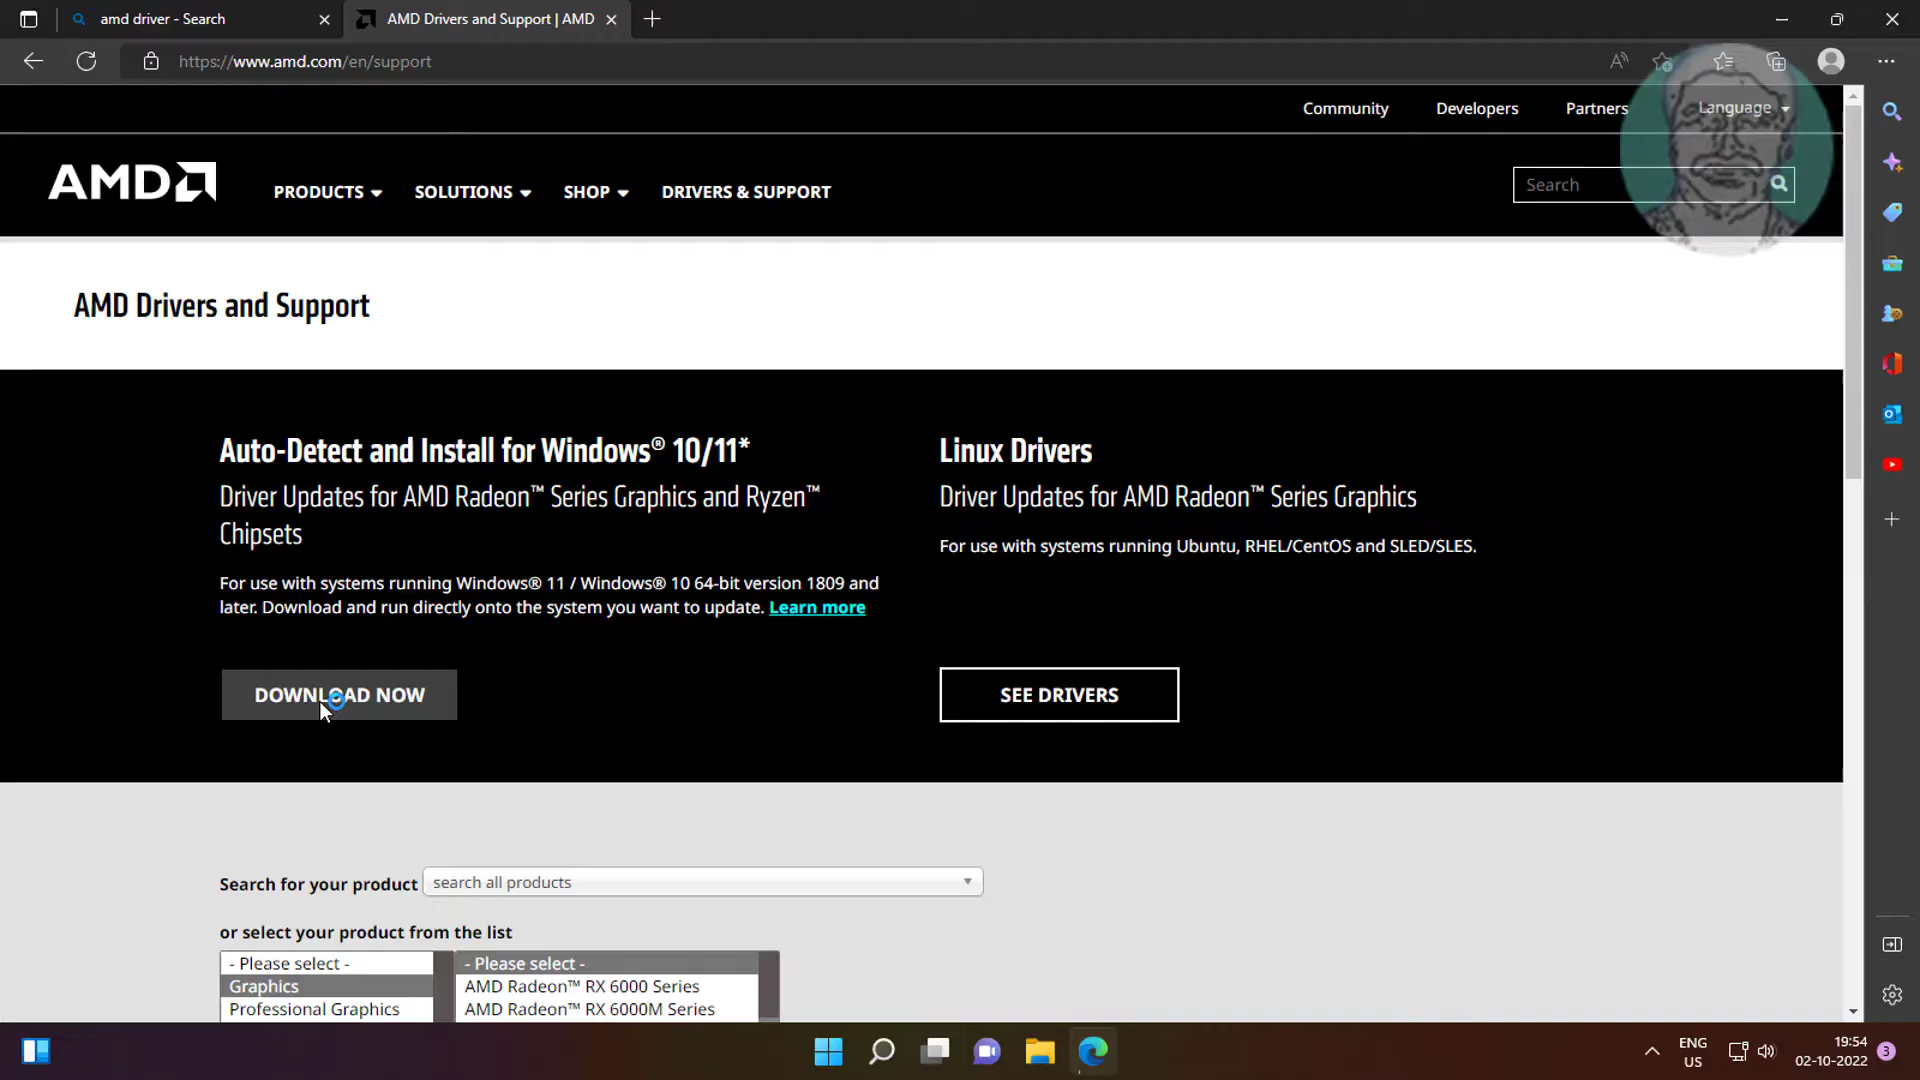 amd driver - Search
AMD Drivers and Support | AMD
https://www.amd.com/en/support
Community
Developers
Partners
Language
AMD
PRODUCTS
SOLUTIONS
SHOP
DRIVERS & SUPPORT
Search
AMD Drivers and Support
Auto-Detect and Install for Windows® 10/11*
Driver Updates for AMD Radeon™ Series Graphics and Ryzen™
Chipsets
For use with systems running Windows® 11 / Windows® 10 64-bit version 1809 and
later. Download and run directly onto the system you want to update. Learn more
DOWNLOAD NOW
Linux Drivers
Driver Updates for AMD Radeon™ Series Graphics
For use with systems running Ubuntu, RHEL/CentOS and SLED/SLES.
SEE DRIVERS
Search for your product
search all products
or select your product from the list
- Please select -
Graphics
Professional Graphics
- Please select -
AMD Radeon™ RX 6000 Series
AMD Radeon™ RX 6000M Series
ENG
US
19:54
02-10-2022
3